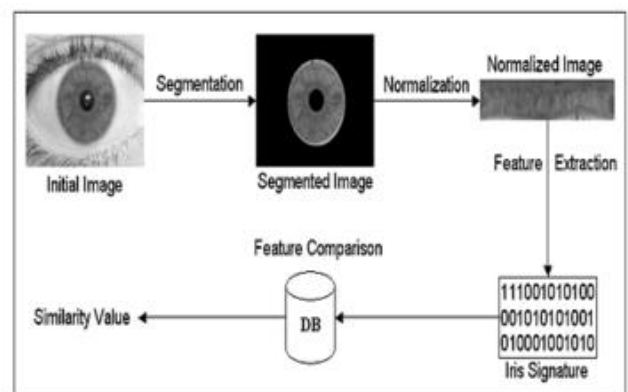 Segmentation
Normalization
Normalized Image
Initial Image
Segmented Image
Feature Extraction
Feature Comparison
Similarity Value
DB
111001010100
001010101001
010001001010
Iris Signature